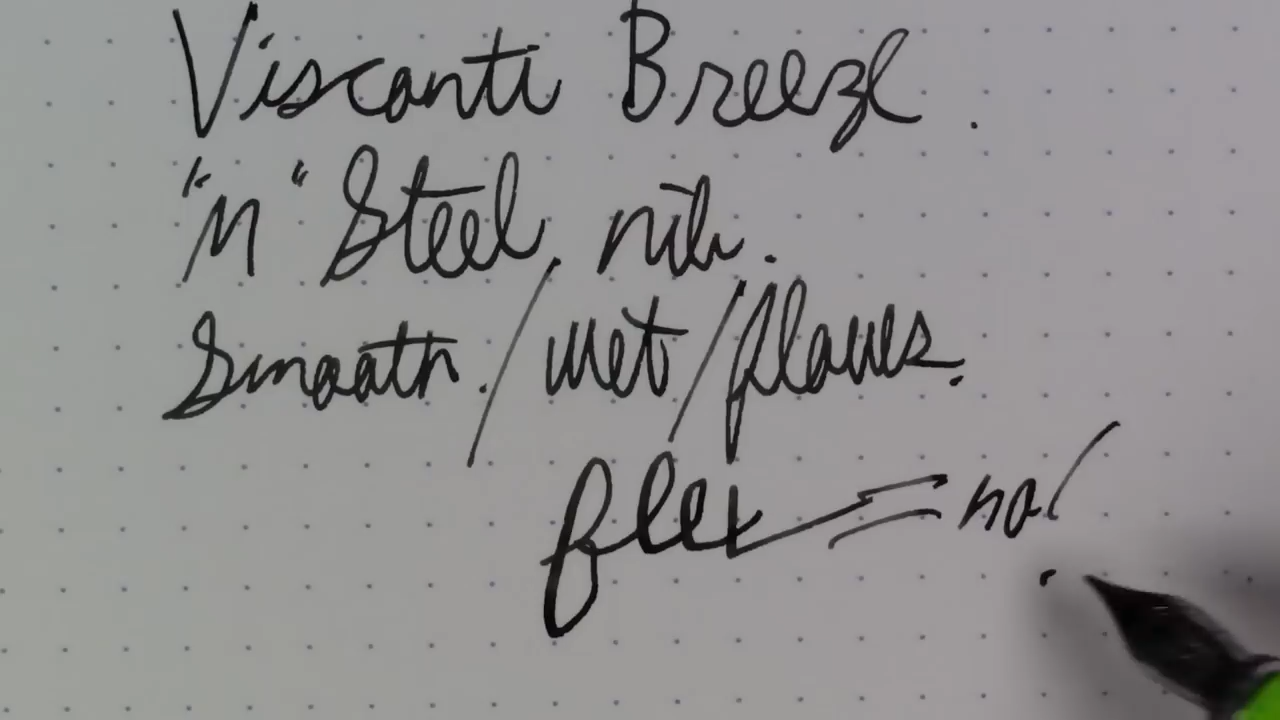 Visconti Breeze.
"M" Steel nib.
Smooth. / wet / flows.
flex = no!